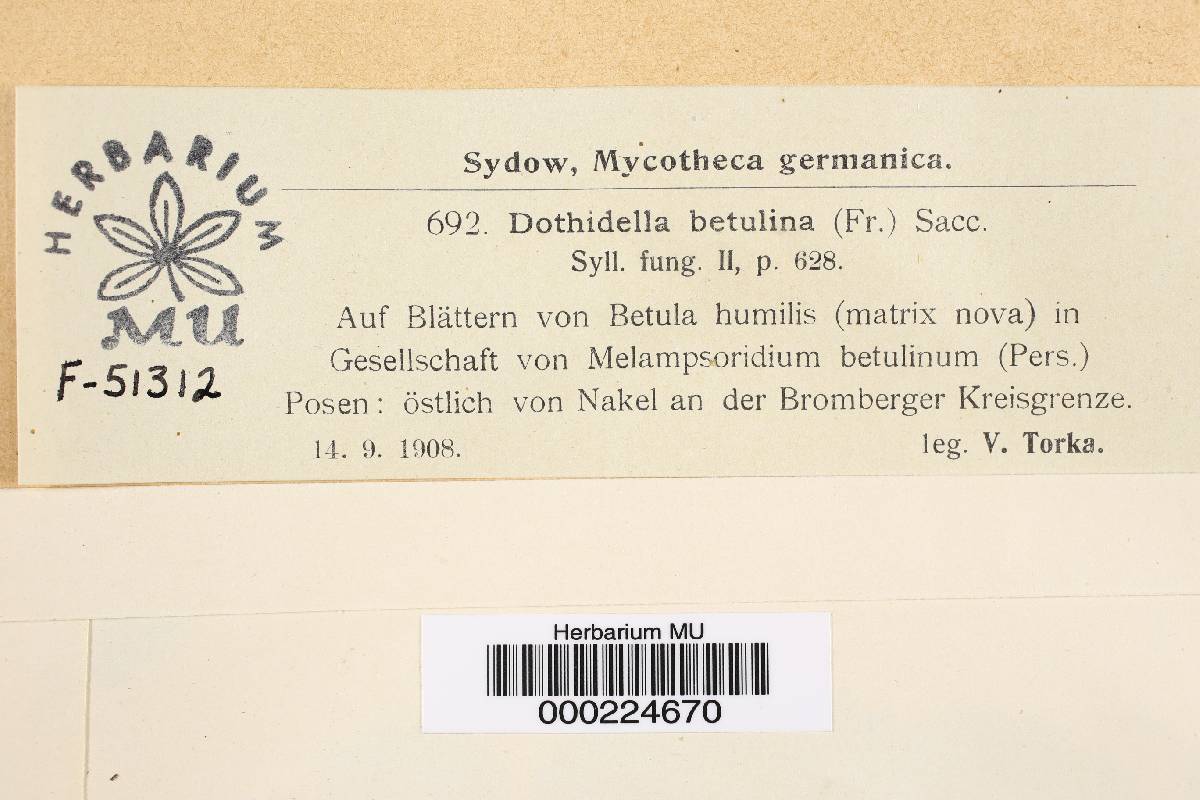 HERBARIUM
MU
F-51312
Sydow, Mycotheca germanica.
692. Dothidella betulina (Fr.) Sacc.
Syll. fung. II, p. 628.
Auf Blättern von Betula humilis (matrix nova) in
Gesellschaft von Melampsoridium betulinum (Pers.)
Posen: östlich von Nakel an der Bromberger Kreisgrenze.
14. 9. 1908. leg. V. Torka.
Herbarium MU
000224670